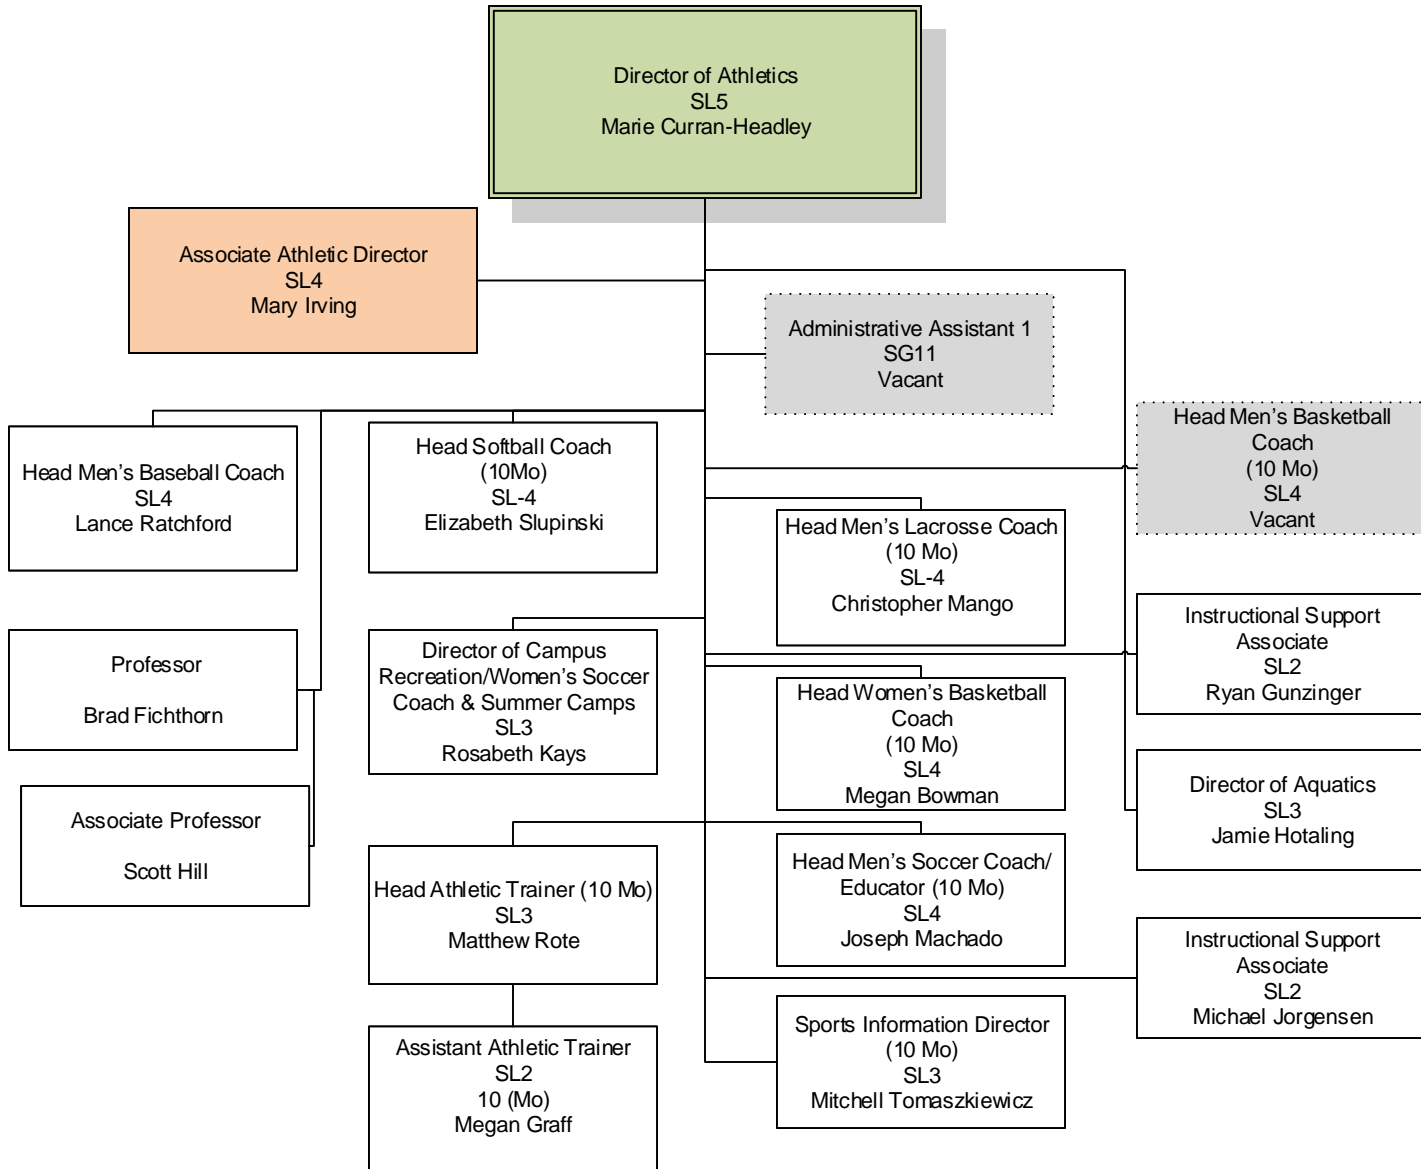 Director of Athletics
SL5
Marie Curran-Headley
Associate Athletic Director
SL4
Mary Irving
Administrative Assistant 1
SG11
Vacant
Head Men's Baseball Coach
SL4
Lance Ratchford
Head Softball Coach
(10Mo)
SL-4
Elizabeth Slupinski
Head Men's Basketball
Coach
(10 Mo)
SL4
Vacant
Head Men's Lacrosse Coach
(10 Mo)
SL-4
Christopher Mango
Professor
Brad Fichthorn
Director of Campus
Recreation/Women's Soccer
Coach & Summer Camps
SL3
Rosabeth Kays
Instructional Support
Associate
SL2
Ryan Gunzinger
Head Women's Basketball
Coach
(10 Mo)
SL4
Megan Bowman
Associate Professor
Scott Hill
Director of Aquatics
SL3
Jamie Hotaling
Head Athletic Trainer (10 Mo)
SL3
Matthew Rote
Head Men's Soccer Coach/
Educator (10 Mo)
SL4
Joseph Machado
Instructional Support
Associate
SL2
Michael Jorgensen
Assistant Athletic Trainer
SL2
10 (Mo)
Megan Graff
Sports Information Director
(10 Mo)
SL3
Mitchell Tomaszkiewicz